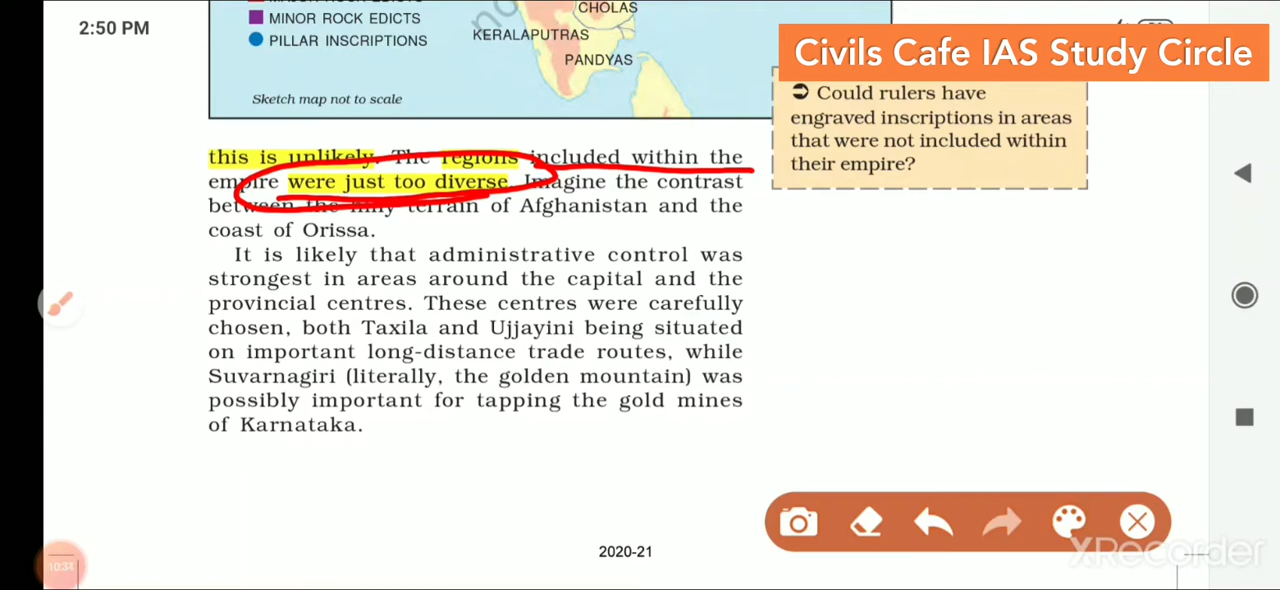 2:50 PM
MINOR ROCK EDICTS
PILLAR INSCRIPTIONS
Sketch map not to scale
CHOLAS
KERALAPUTRAS
PANDYAS
Civils Cafe IAS Study Circle
➲ Could rulers have
engraved inscriptions in areas
that were not included within
their empire?
this is unlikely. The regions included within the
empire were just too diverse. Imagine the contrast
between the hilly terrain of Afghanistan and the
coast of Orissa.
It is likely that administrative control was
strongest in areas around the capital and the
provincial centres. These centres were carefully
chosen, both Taxila and Ujjayini being situated
on important long-distance trade routes, while
Suvarnagiri (literally, the golden mountain) was
possibly important for tapping the gold mines
of Karnataka.
2020-21
10:34
XRecorder